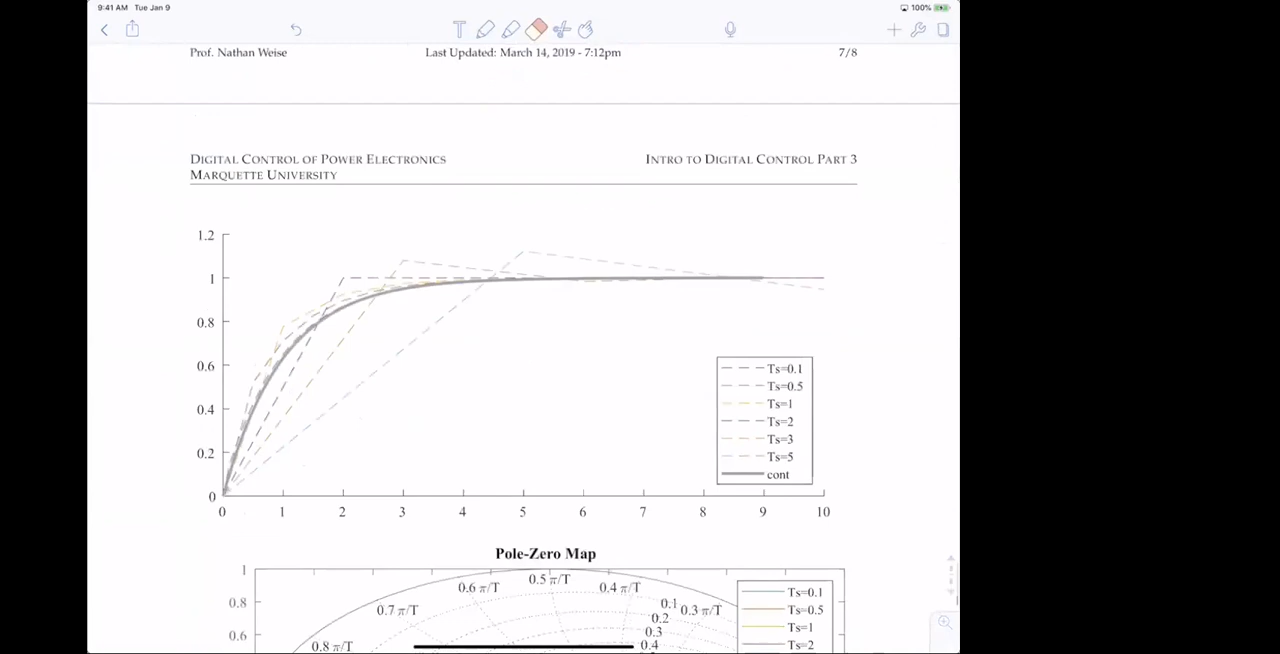 9:41 AM Tue Jan 9
100%
Prof. Nathan Weise Last Updated: March 14, 2019 - 7:12pm 7/8
DIGITAL CONTROL OF POWER ELECTRONICS INTRO TO DIGITAL CONTROL PART 3
MARQUETTE UNIVERSITY
1.2
1
0.8
0.6
0.4
0.2
0
0 1 2 3 4 5 6 7 8 9 10
Ts=0.1
Ts=0.5
Ts=1
Ts=2
Ts=3
Ts=5
cont
Pole-Zero Map
1
0.8
0.6
0.8 π/T
0.7 π/T
0.6 π/T
0.5 π/T
0.4 π/T
0.3 π/T
0.1
0.2
0.3
0.4
Ts=0.1
Ts=0.5
Ts=1
Ts=2